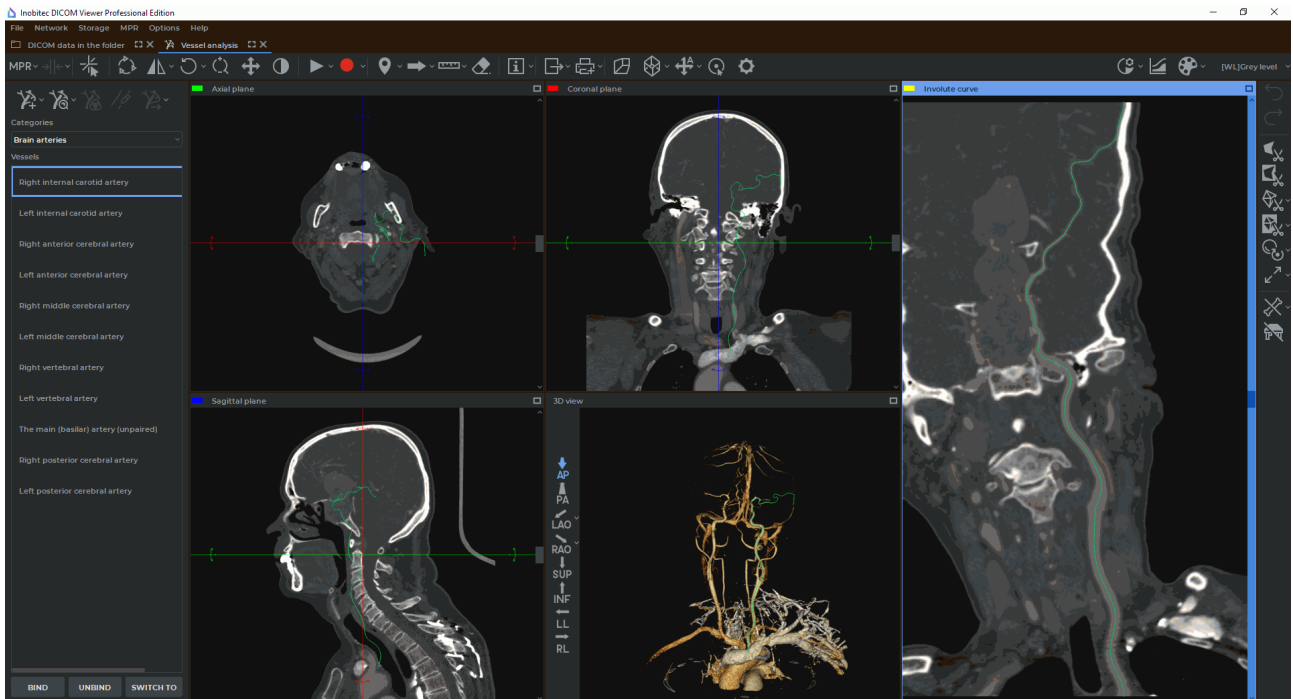 Inobitec DICOM Viewer Professional Edition
File Network Storage MPR Options Help
DICOM data in the folder Vessel analysis
MPR [WL]Grey level
Categories
Brain arteries
Vessels
Right internal carotid artery
Left internal carotid artery
Right anterior cerebral artery
Left anterior cerebral artery
Right middle cerebral artery
Left middle cerebral artery
Right vertebral artery
Left vertebral artery
The main (basilar) artery (unpaired)
Right posterior cerebral artery
Left posterior cerebral artery
BIND UNBIND SWITCH TO
Axial plane
Coronal plane
Involute curve
Sagittal plane
3D view
AP
PA
LAO
RAO
SUP
INF
LL
RL